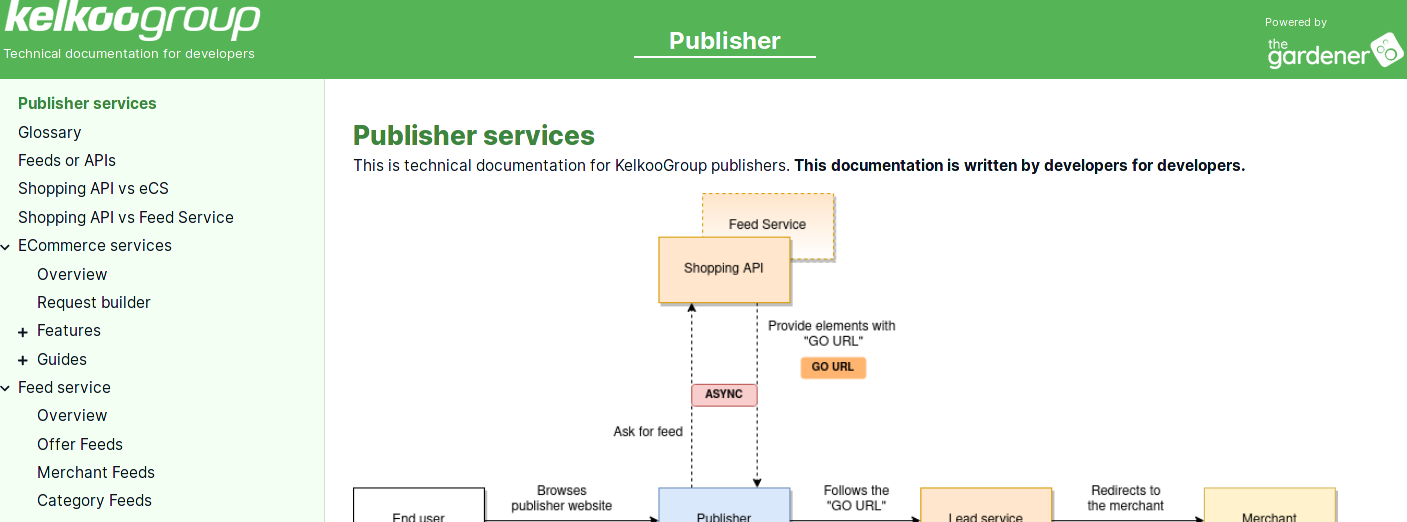 kelkoogroup
Technical documentation for developers
Publisher
Powered by
the
gardener
Publisher services
Glossary
Feeds or APIs
Shopping API vs eCS
Shopping API vs Feed Service
ECommerce services
Overview
Request builder
Features
Guides
Feed service
Overview
Offer Feeds
Merchant Feeds
Category Feeds
Publisher services
This is technical documentation for KelkooGroup publishers. This documentation is written by developers for developers.
Feed Service
Shopping API
Provide elements with
"GO URL"
GO URL
ASYNC
Ask for feed
End user
Browses
publisher website
Publisher
Follows the
"GO URL"
Lead service
Redirects to
the merchant
Merchant